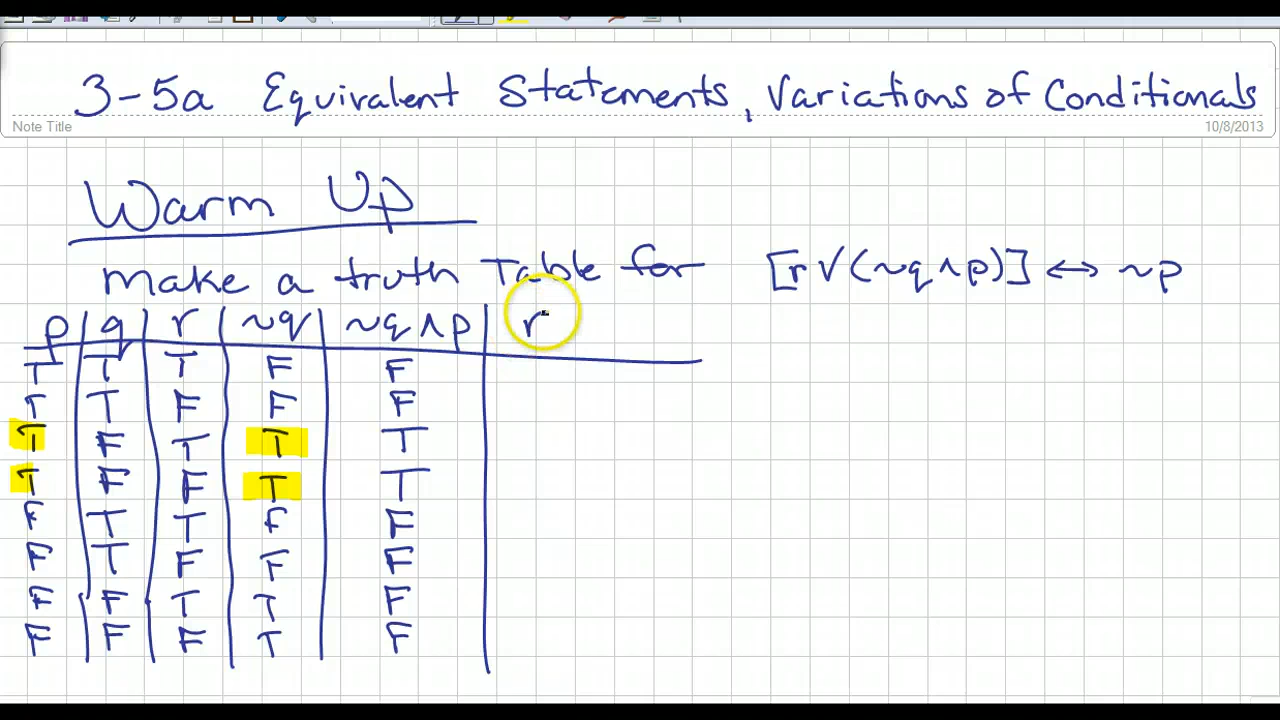 3-5a Equivalent Statements, Variations of Conditionals
Note Title
10/8/2013
Warm Up
make a truth Table for [r V (~q ^ p)] ↔ ~p
p q r ~q ~q ^ p r
T T T F F
T T F F F
T F T T T
T F F T T
F T T F F
F T F F F
F F T T F
F F F T F